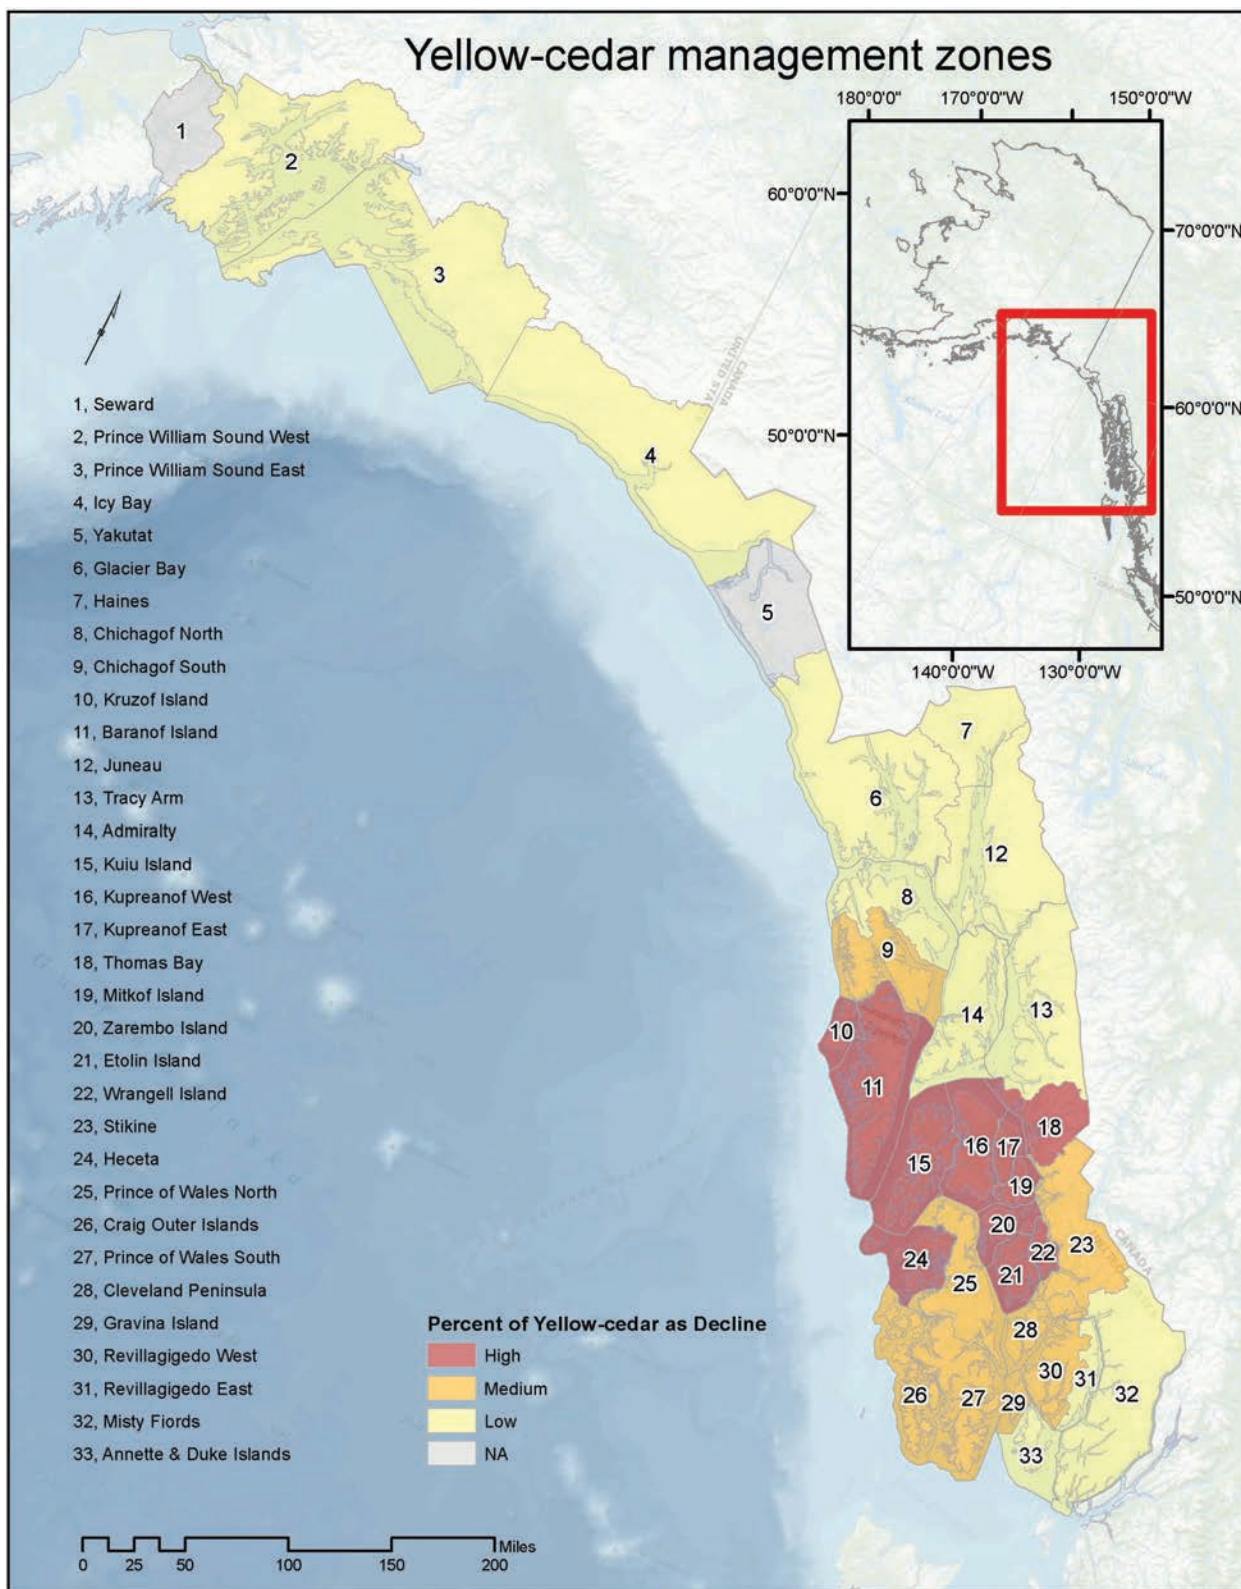 Yellow-cedar management zones
180°0'0"
170°0'0"W
150°0'0"W
60°0'0"N
70°0'0"N
50°0'0"N
60°0'0"N
50°0'0"N
140°0'0"W
130°0'0"W
1
2
3
4
5
6
7
8
9
10
11
12
13
14
15
16
17
18
19
20
21
22
23
24
25
26
27
28
29
30
31
32
33
CANADA
UNITED STA
CANADA
1, Seward
2, Prince William Sound West
3, Prince William Sound East
4, Icy Bay
5, Yakutat
6, Glacier Bay
7, Haines
8, Chichagof North
9, Chichagof South
10, Kruzof Island
11, Baranof Island
12, Juneau
13, Tracy Arm
14, Admiralty
15, Kuiu Island
16, Kupreanof West
17, Kupreanof East
18, Thomas Bay
19, Mitkof Island
20, Zarembo Island
21, Etolin Island
22, Wrangell Island
23, Stikine
24, Heceta
25, Prince of Wales North
26, Craig Outer Islands
27, Prince of Wales South
28, Cleveland Peninsula
29, Gravina Island
30, Revillagigedo West
31, Revillagigedo East
32, Misty Fiords
33, Annette & Duke Islands
Percent of Yellow-cedar as Decline
High
Medium
Low
NA
Miles
0 25 50 100 150 200